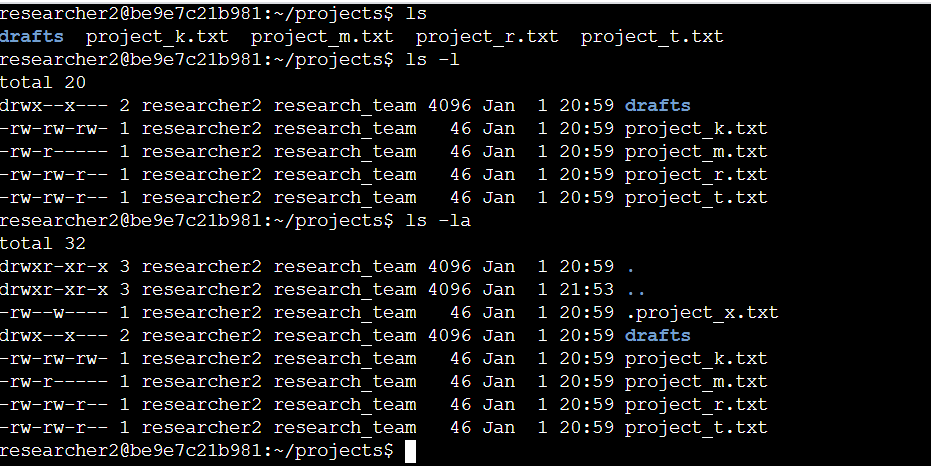 researcher2@be9e7c21b981:~/projects$ ls
drafts  project_k.txt  project_m.txt  project_r.txt  project_t.txt
researcher2@be9e7c21b981:~/projects$ ls -l
total 20
drwx--x--- 2 researcher2 research_team 4096 Jan  1 20:59 drafts
-rw-rw-rw- 1 researcher2 research_team   46 Jan  1 20:59 project_k.txt
-rw-r----- 1 researcher2 research_team   46 Jan  1 20:59 project_m.txt
-rw-rw-r-- 1 researcher2 research_team   46 Jan  1 20:59 project_r.txt
-rw-rw-r-- 1 researcher2 research_team   46 Jan  1 20:59 project_t.txt
researcher2@be9e7c21b981:~/projects$ ls -la
total 32
drwxr-xr-x 3 researcher2 research_team 4096 Jan  1 20:59 .
drwxr-xr-x 3 researcher2 research_team 4096 Jan  1 21:53 ..
-rw--w---- 1 researcher2 research_team   46 Jan  1 20:59 .project_x.txt
drwx--x--- 2 researcher2 research_team 4096 Jan  1 20:59 drafts
-rw-rw-rw- 1 researcher2 research_team   46 Jan  1 20:59 project_k.txt
-rw-r----- 1 researcher2 research_team   46 Jan  1 20:59 project_m.txt
-rw-rw-r-- 1 researcher2 research_team   46 Jan  1 20:59 project_r.txt
-rw-rw-r-- 1 researcher2 research_team   46 Jan  1 20:59 project_t.txt
researcher2@be9e7c21b981:~/projects$